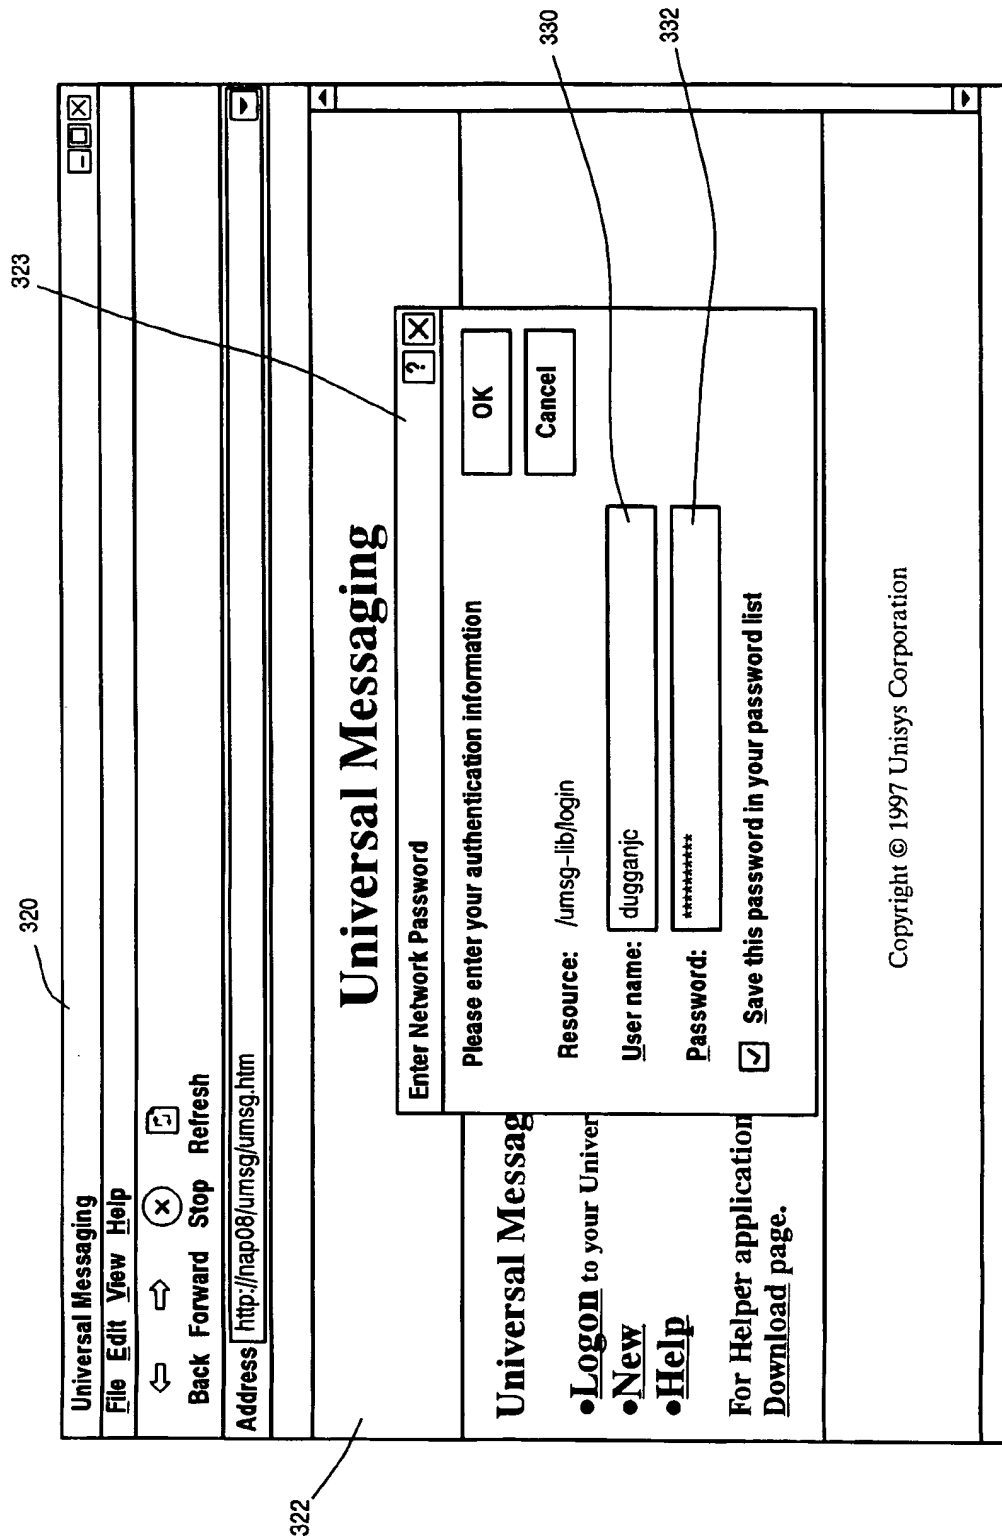 320
323
Universal Messaging
File Edit View Help
Back Forward Stop Refresh
Address http://nap08/umsg/umsg.htm
322
Universal Messaging
Enter Network Password
? X
Please enter your authentication information
OK
Cancel
Resource: /umsg-lib/login
User name: dugganjc
330
Password: **********
332
Save this password in your password list
Universal Messag
•Logon to your Univer
•New
•Help
For Helper application
Download page.
Copyright © 1997 Unisys Corporation